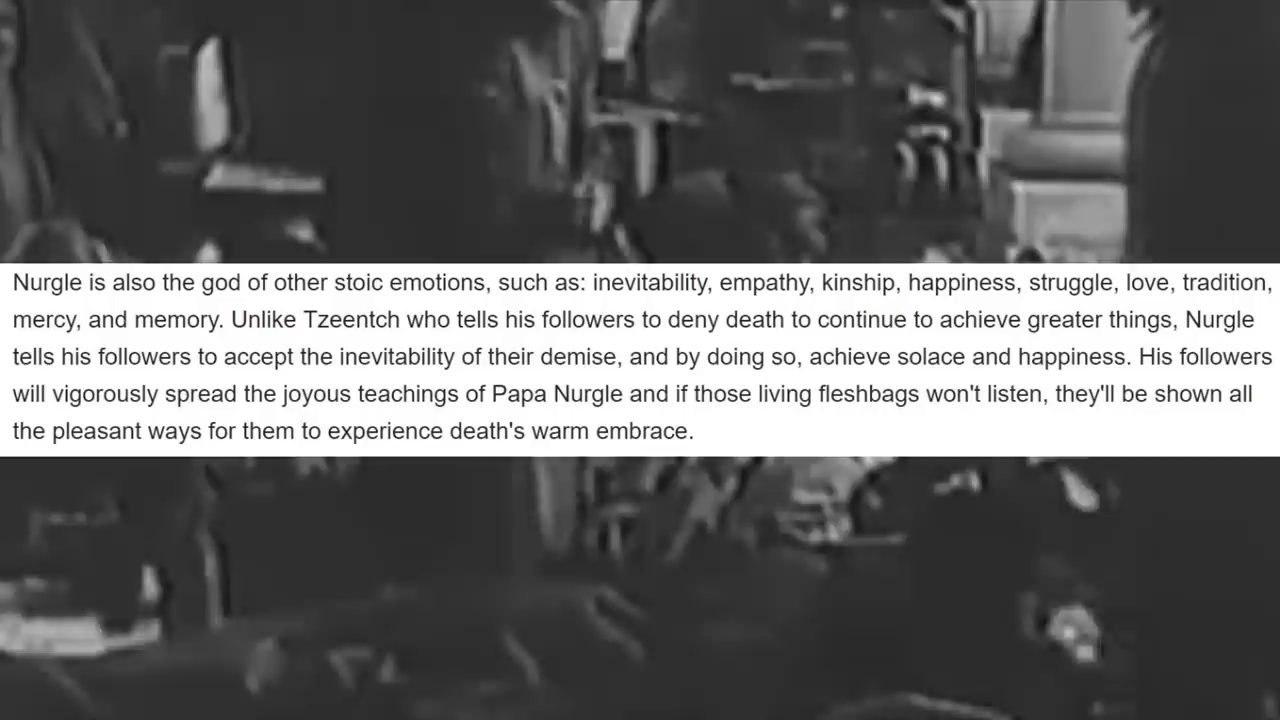 Nurgle is also the god of other stoic emotions, such as: inevitability, empathy, kinship, happiness, struggle, love, tradition,
mercy, and memory. Unlike Tzeentch who tells his followers to deny death to continue to achieve greater things, Nurgle
tells his followers to accept the inevitability of their demise, and by doing so, achieve solace and happiness. His followers
will vigorously spread the joyous teachings of Papa Nurgle and if those living fleshbags won't listen, they'll be shown all
the pleasant ways for them to experience death's warm embrace.